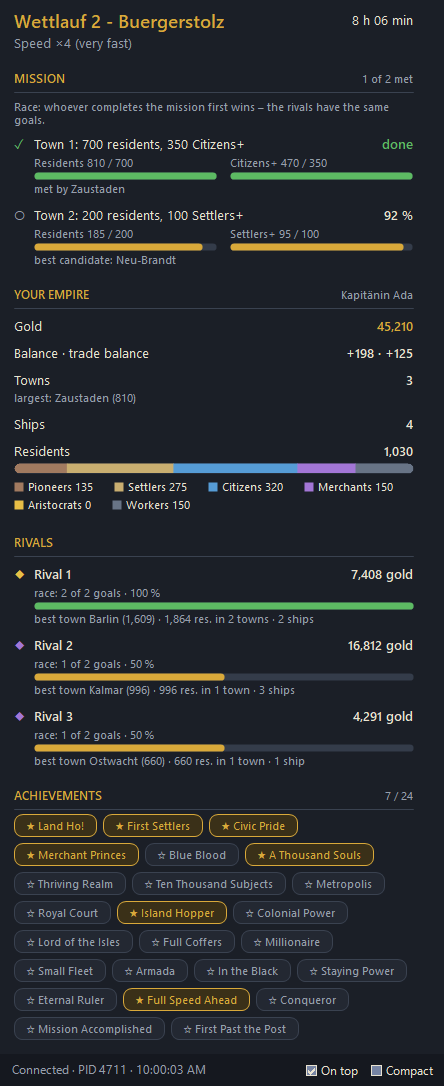 Wettlauf 2 - Buergerstolz 8 h 06 min
Speed ×4 (very fast)
MISSION 1 of 2 met
Race: whoever completes the mission first wins – the rivals have the same
goals.
✓ Town 1: 700 residents, 350 Citizens+ done
Residents 810 / 700 Citizens+ 470 / 350
met by Zaustaden
○ Town 2: 200 residents, 100 Settlers+ 92 %
Residents 185 / 200 Settlers+ 95 / 100
best candidate: Neu-Brandt
YOUR EMPIRE Kapitänin Ada
Gold 45,210
Balance · trade balance +198 · +125
Towns 3
largest: Zaustaden (810)
Ships 4
Residents 1,030
Pioneers 135 Settlers 275 Citizens 320 Merchants 150
Aristocrats 0 Workers 150
RIVALS
◆ Rival 1 7,408 gold
race: 2 of 2 goals · 100 %
best town Barlin (1,609) · 1,864 res. in 2 towns · 2 ships
◆ Rival 2 16,812 gold
race: 1 of 2 goals · 50 %
best town Kalmar (996) · 996 res. in 1 town · 3 ships
◆ Rival 3 4,291 gold
race: 1 of 2 goals · 50 %
best town Ostwacht (660) · 660 res. in 1 town · 1 ship
ACHIEVEMENTS 7 / 24
★ Land Ho! ★ First Settlers ★ Civic Pride
★ Merchant Princes ☆ Blue Blood ★ A Thousand Souls
☆ Thriving Realm ☆ Ten Thousand Subjects ☆ Metropolis
☆ Royal Court ★ Island Hopper ☆ Colonial Power
☆ Lord of the Isles ☆ Full Coffers ☆ Millionaire
☆ Small Fleet ☆ Armada ☆ In the Black ☆ Staying Power
☆ Eternal Ruler ★ Full Speed Ahead ☆ Conqueror
☆ Mission Accomplished ☆ First Past the Post
Connected · PID 4711 · 10:00:03 AM On top Compact